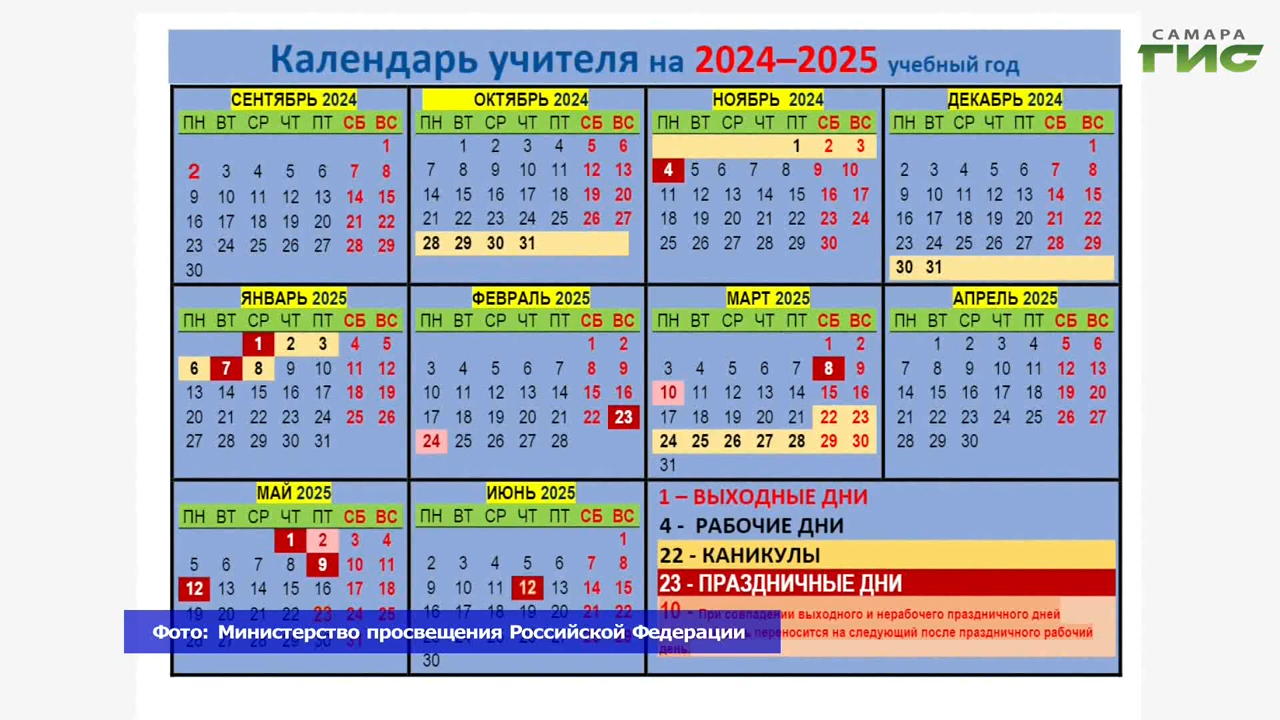 САМАРА
ГИС
Календарь учителя на 2024–2025 учебный год
СЕНТЯБРЬ 2024
ПН ВТ СР ЧТ ПТ СБ ВС
1
2 3 4 5 6 7 8
9 10 11 12 13 14 15
16 17 18 19 20 21 22
23 24 25 26 27 28 29
30
ОКТЯБРЬ 2024
ПН ВТ СР ЧТ ПТ СБ ВС
1 2 3 4 5 6
7 8 9 10 11 12 13
14 15 16 17 18 19 20
21 22 23 24 25 26 27
28 29 30 31
НОЯБРЬ 2024
ПН ВТ СР ЧТ ПТ СБ ВС
1 2 3
4 5 6 7 8 9 10
11 12 13 14 15 16 17
18 19 20 21 22 23 24
25 26 27 28 29 30
ДЕКАБРЬ 2024
ПН ВТ СР ЧТ ПТ СБ ВС
1
2 3 4 5 6 7 8
9 10 11 12 13 14 15
16 17 18 19 20 21 22
23 24 25 26 27 28 29
30 31
ЯНВАРЬ 2025
ПН ВТ СР ЧТ ПТ СБ ВС
1 2 3 4 5
6 7 8 9 10 11 12
13 14 15 16 17 18 19
20 21 22 23 24 25 26
27 28 29 30 31
ФЕВРАЛЬ 2025
ПН ВТ СР ЧТ ПТ СБ ВС
1 2
3 4 5 6 7 8 9
10 11 12 13 14 15 16
17 18 19 20 21 22 23
24 25 26 27 28
МАРТ 2025
ПН ВТ СР ЧТ ПТ СБ ВС
1 2
3 4 5 6 7 8 9
10 11 12 13 14 15 16
17 18 19 20 21 22 23
24 25 26 27 28 29 30
31
АПРЕЛЬ 2025
ПН ВТ СР ЧТ ПТ СБ ВС
1 2 3 4 5 6
7 8 9 10 11 12 13
14 15 16 17 18 19 20
21 22 23 24 25 26 27
28 29 30
МАЙ 2025
ПН ВТ СР ЧТ ПТ СБ ВС
1 2 3 4
5 6 7 8 9 10 11
12 13 14 15 16 17 18
19 20 21 22 23 24 25
ИЮНЬ 2025
ПН ВТ СР ЧТ ПТ СБ ВС
1
2 3 4 5 6 7 8
9 10 11 12 13 14 15
16 17 18 19 20 21 22
30
1 – ВЫХОДНЫЕ ДНИ
4 - РАБОЧИЕ ДНИ
22 - КАНИКУЛЫ
23 - ПРАЗДНИЧНЫЕ ДНИ
10 - При совпадении выходного и нерабочего праздничного дней
переносится на следующий после праздничного рабочий
день.
Фото: Министерство просвещения Российской Федерации